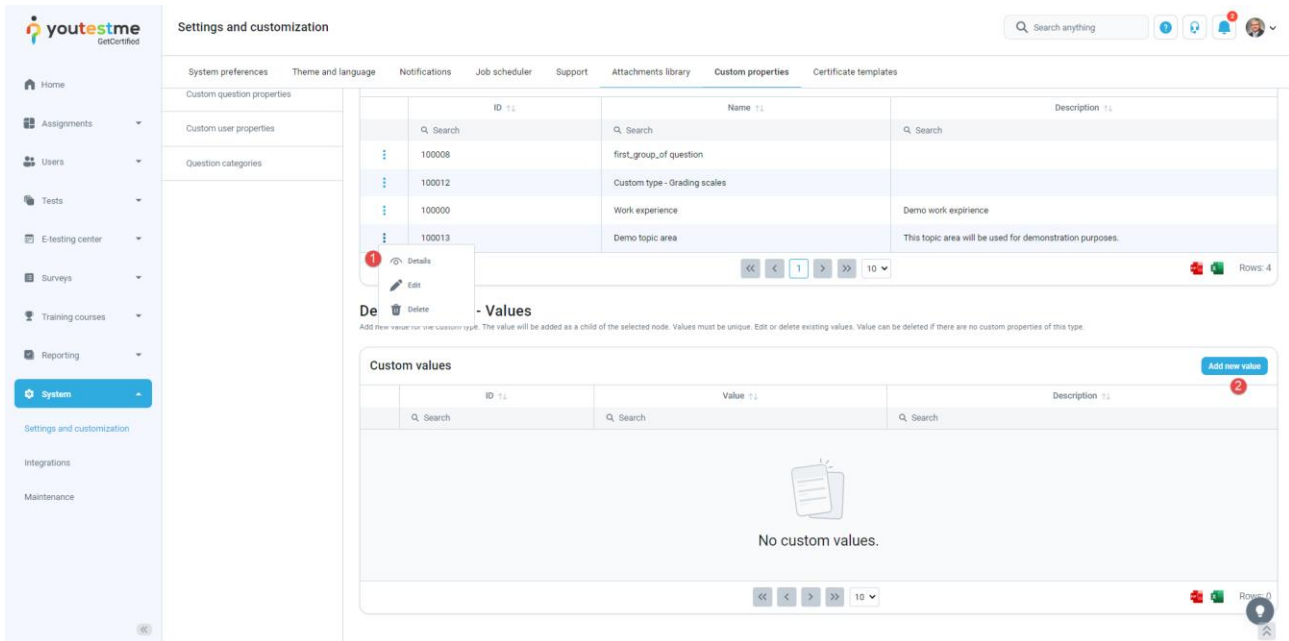 youtestme
GetCertified
Settings and customization
Search anything
System preferences Theme and language Notifications Job scheduler Support Attachments library Custom properties Certificate templates
Home
Assignments
Users
Tests
E-testing center
Surveys
Training courses
Reporting
System
Settings and customization
Integrations
Maintenance
Custom question properties
Custom user properties
Question categories
ID Name Description
Search Search Search
100008 first_group_of question
100012 Custom type - Grading scales
100000 Work experience Demo work expirience
100013 Demo topic area This topic area will be used for demonstration purposes.
1 Details
Edit
Delete
1 10 Rows: 4
De - Values
Add new value for the custom type. The value will be added as a child of the selected node. Values must be unique. Edit or delete existing values. Value can be deleted if there are no custom properties of this type.
Custom values Add new value
2
ID Value Description
Search Search Search
No custom values.
10 Rows: 0